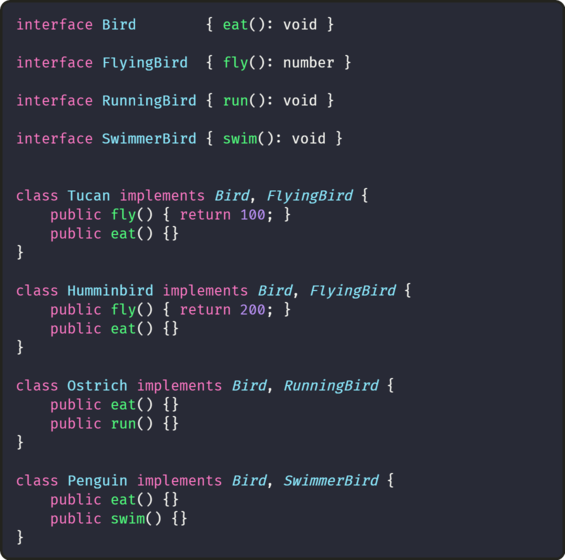 interface Bird        { eat(): void }
interface FlyingBird  { fly(): number }
interface RunningBird { run(): void }
interface SwimmerBird { swim(): void }
class Tucan implements Bird, FlyingBird {
    public fly() { return 100; }
    public eat() {}
}
class Humminbird implements Bird, FlyingBird {
    public fly() { return 200; }
    public eat() {}
}
class Ostrich implements Bird, RunningBird {
    public eat() {}
    public run() {}
}
class Penguin implements Bird, SwimmerBird {
    public eat() {}
    public swim() {}
}